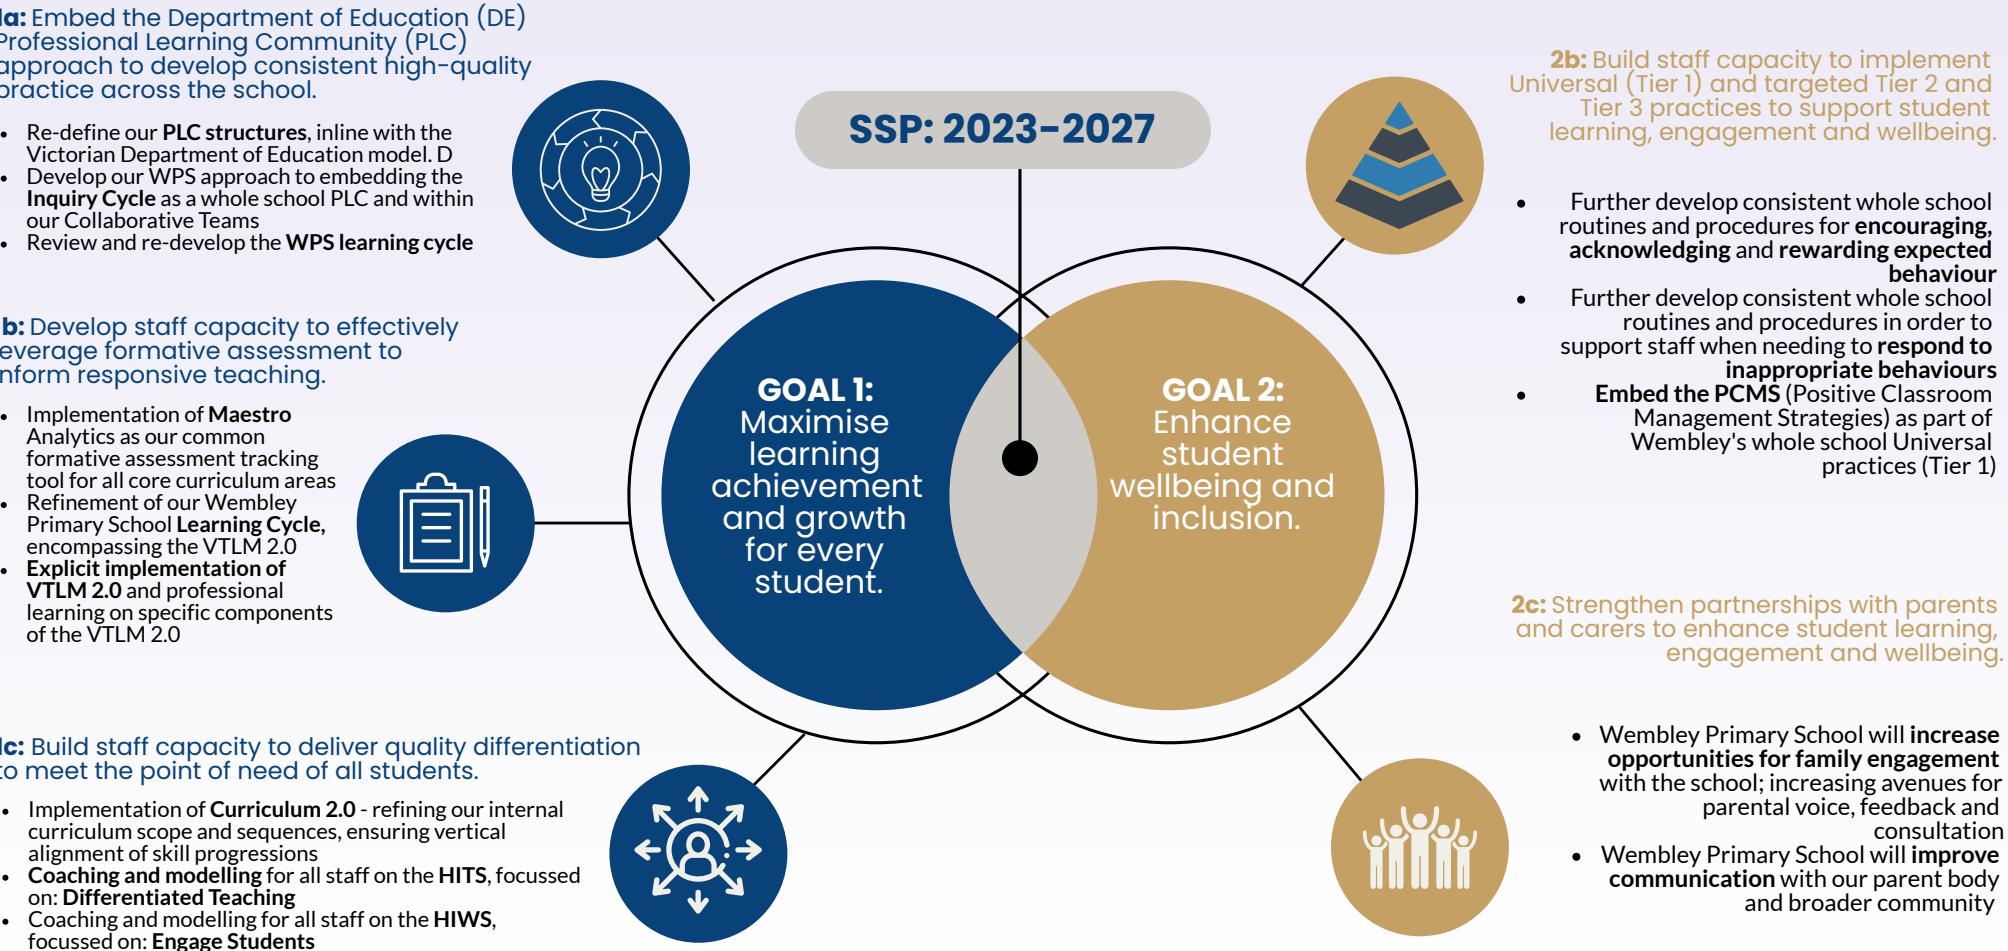 1a: Embed the Department of Education (DE)
Professional Learning Community (PLC)
approach to develop consistent high-quality
practice across the school.
• Re-define our PLC structures, inline with the
Victorian Department of Education model. D
• Develop our WPS approach to embedding the
Inquiry Cycle as a whole school PLC and within
our Collaborative Teams
• Review and re-develop the WPS learning cycle
b: Develop staff capacity to effectively
everage formative assessment to
nform responsive teaching.
• Implementation of Maestro
Analytics as our common
formative assessment tracking
tool for all core curriculum areas
• Refinement of our Wembley
Primary School Learning Cycle,
encompassing the VTLM 2.0
• Explicit implementation of
VTLM 2.0 and professional
learning on specific components
of the VTLM 2.0
1c: Build staff capacity to deliver quality differentiation
to meet the point of need of all students.
• Implementation of Curriculum 2.0 - refining our internal
curriculum scope and sequences, ensuring vertical
alignment of skill progressions
• Coaching and modelling for all staff on the HITS, focussed
on: Differentiated Teaching
• Coaching and modelling for all staff on the HIWS,
focussed on: Engage Students
SSP: 2023-2027
GOAL 1:
Maximise
learning
achievement
and growth
for every
student.
GOAL 2:
Enhance
student
wellbeing and
inclusion.
2b: Build staff capacity to implement
Universal (Tier 1) and targeted Tier 2 and
Tier 3 practices to support student
learning, engagement and wellbeing.
• Further develop consistent whole school
routines and procedures for encouraging,
acknowledging and rewarding expected
behaviour
• Further develop consistent whole school
routines and procedures in order to
support staff when needing to respond to
inappropriate behaviours
• Embed the PCMS (Positive Classroom
Management Strategies) as part of
Wembley's whole school Universal
practices (Tier 1)
2c: Strengthen partnerships with parents
and carers to enhance student learning,
engagement and wellbeing.
• Wembley Primary School will increase
opportunities for family engagement
with the school; increasing avenues for
parental voice, feedback and
consultation
• Wembley Primary School will improve
communication with our parent body
and broader community